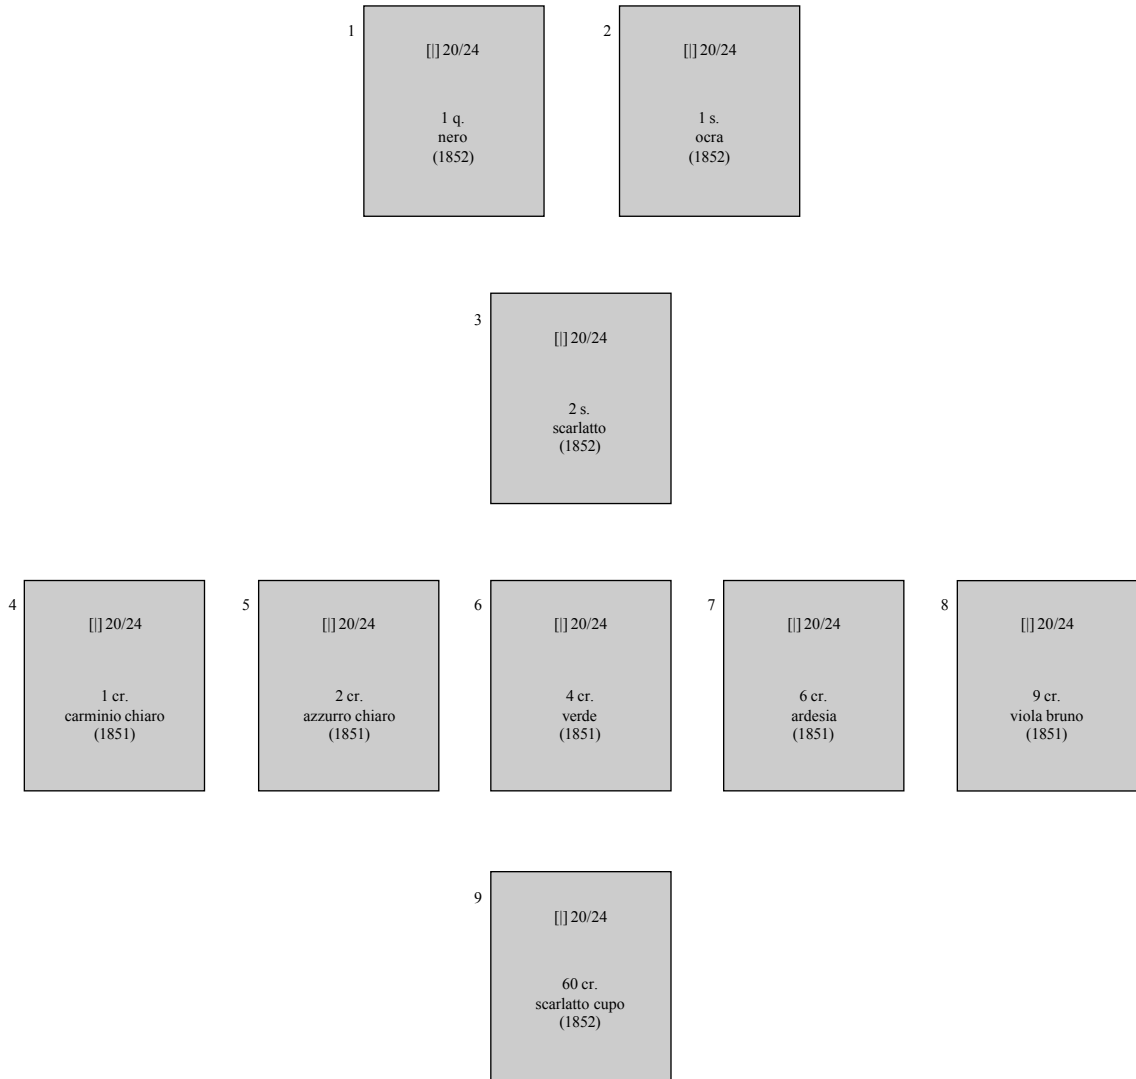 1
[|] 20/24
1 q.
nero
(1852)
2
[|] 20/24
1 s.
ocra
(1852)
3
[|] 20/24
2 s.
scarlatto
(1852)
4
[|] 20/24
1 cr.
carminio chiaro
(1851)
5
[|] 20/24
2 cr.
azzurro chiaro
(1851)
6
[|] 20/24
4 cr.
verde
(1851)
7
[|] 20/24
6 cr.
ardesia
(1851)
8
[|] 20/24
9 cr.
viola bruno
(1851)
9
[|] 20/24
60 cr.
scarlatto cupo
(1852)